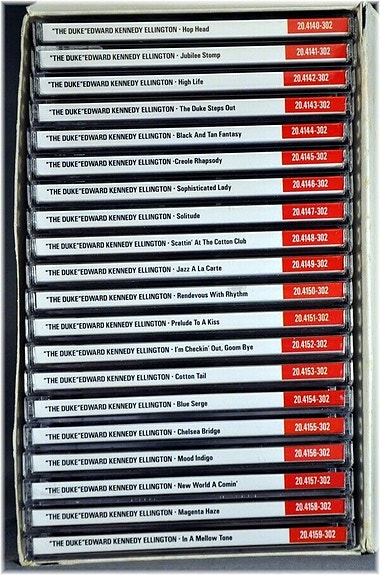 "THE DUKE"EDWARD KENNEDY ELLINGTON · Hop Head 20.4140-302
"THE DUKE"EDWARD KENNEDY ELLINGTON · Jubilee Stomp 20.4141-302
"THE DUKE"EDWARD KENNEDY ELLINGTON · High Life 20.4142-302
"THE DUKE"EDWARD KENNEDY ELLINGTON · The Duke Steps Out 20.4143-302
"THE DUKE"EDWARD KENNEDY ELLINGTON · Black And Tan Fantasy 20.4144-302
"THE DUKE"EDWARD KENNEDY ELLINGTON ·Creole Rhapsody 20.4145-302
"THE DUKE"EDWARD KENNEDY ELLINGTON · Sophisticated Lady 20.4146-302
"THE DUKE"EDWARD KENNEDY ELLINGTON · Solitude 20.4147-302
"THE DUKE"EDWARD KENNEDY ELLINGTON · Scattin' At The Cotton Club 20.4148-302
"THE DUKE"EDWARD KENNEDY ELLINGTON · Jazz A La Carte 20.4149-302
"THE DUKE"EDWARD KENNEDY ELLINGTON · Rendevous With Rhythm 20.4150-302
"THE DUKE"EDWARD KENNEDY ELLINGTON · Prelude To A Kiss 20.4151-302
"THE DUKE"EDWARD KENNEDY ELLINGTON · I'm Checkin' Out, Goom Bye 20.4152-302
"THE DUKE"EDWARD KENNEDY ELLINGTON · Cotton Tail 20.4153-302
"THE DUKE"EDWARD KENNEDY ELLINGTON · Blue Serge 20.4154-302
"THE DUKE"EDWARD KENNEDY ELLINGTON · Chelsea Bridge 20.4155-302
"THE DUKE"EDWARD KENNEDY ELLINGTON · Mood Indigo 20.4156-302
"THE DUKE"EDWARD KENNEDY ELLINGTON · New World A Comin' 20.4157-302
"THE DUKE"EDWARD KENNEDY ELLINGTON · Magenta Haze 20.4158-302
"THE DUKE"EDWARD KENNEDY ELLINGTON · In A Mellow Tone 20.4159-302